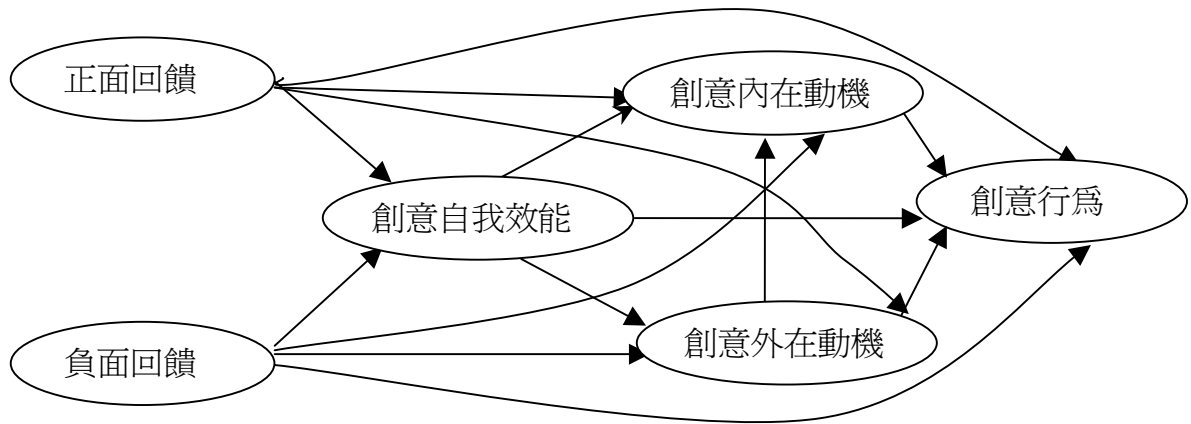 正面回饋
創意內在動機
創意自我效能
創意行爲
創意外在動機
負面回饋